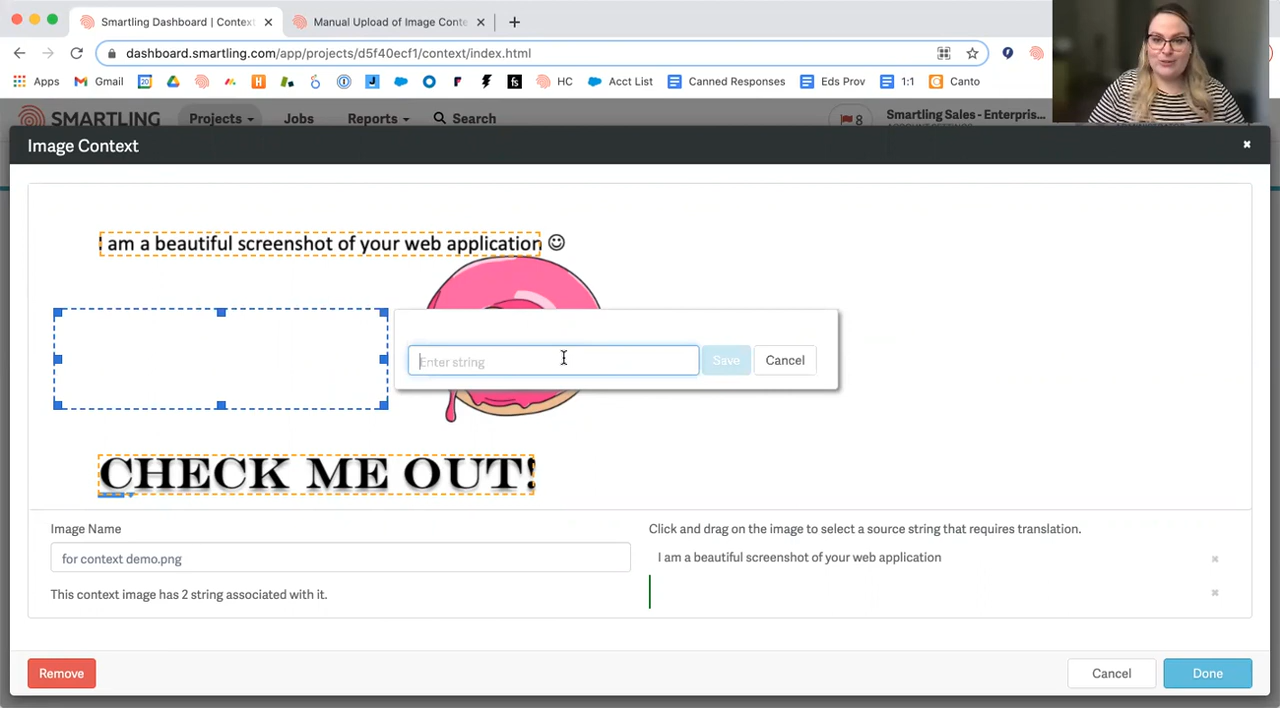 Smartling Dashboard | Context
Manual Upload of Image Conte
dashboard.smartling.com/app/projects/d5f40ecf1/context/index.html
Apps Gmail HC Acct List Canned Responses Eds Prov 1:1 Canto
SMARTLING Projects Jobs Reports Search 8 Smartling Sales - Enterpris...
Image Context
I am a beautiful screenshot of your web application
Enter string Save Cancel
CHECK ME OUT!
Image Name Click and drag on the image to select a source string that requires translation.
for context demo.png I am a beautiful screenshot of your web application
This context image has 2 string associated with it.
Remove Cancel Done